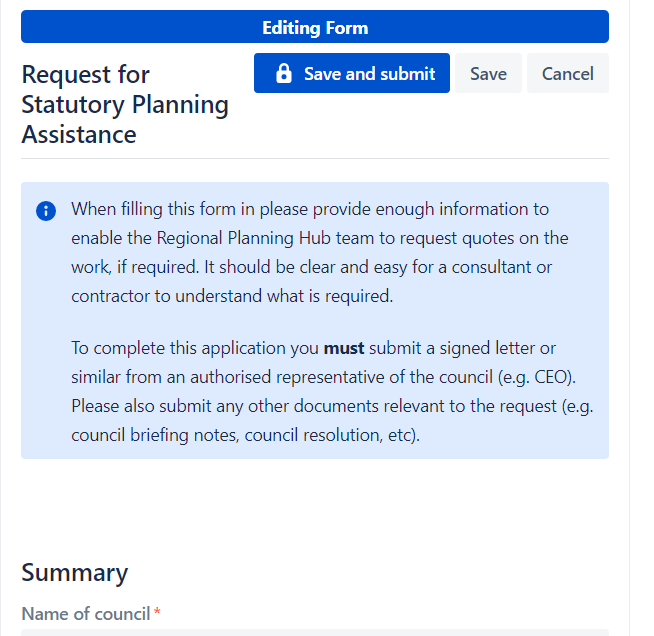 Editing Form
Request for
Statutory Planning
Assistance
Save and submit
Save
Cancel
When filling this form in please provide enough information to
enable the Regional Planning Hub team to request quotes on the
work, if required. It should be clear and easy for a consultant or
contractor to understand what is required.
To complete this application you must submit a signed letter or
similar from an authorised representative of the council (e.g. CEO).
Please also submit any other documents relevant to the request (e.g.
council briefing notes, council resolution, etc).
Summary
Name of council *